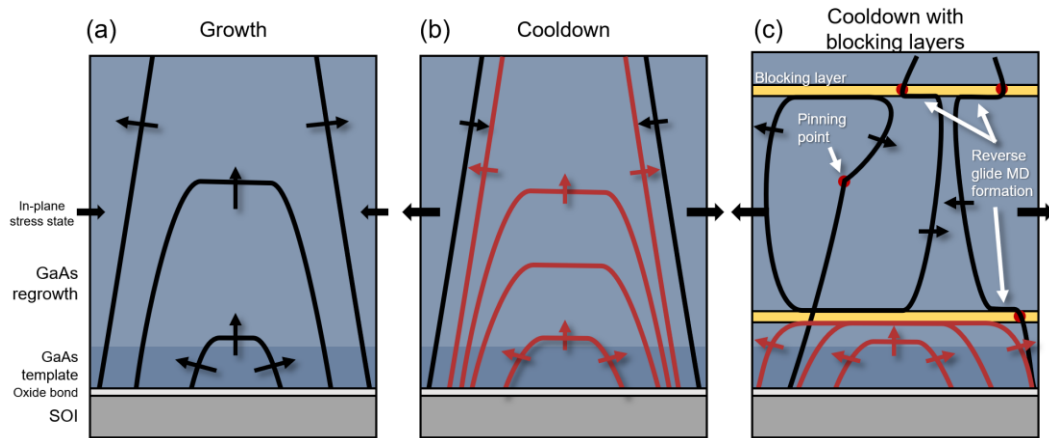 (a)
Growth
(b)
Cooldown
(c)
Cooldown with
blocking layers
Blocking layer
Pinning
point
Reverse
glide MD
formation
In-plane
stress state
GaAs
regrowth
GaAs
template
Oxide bond
SOI